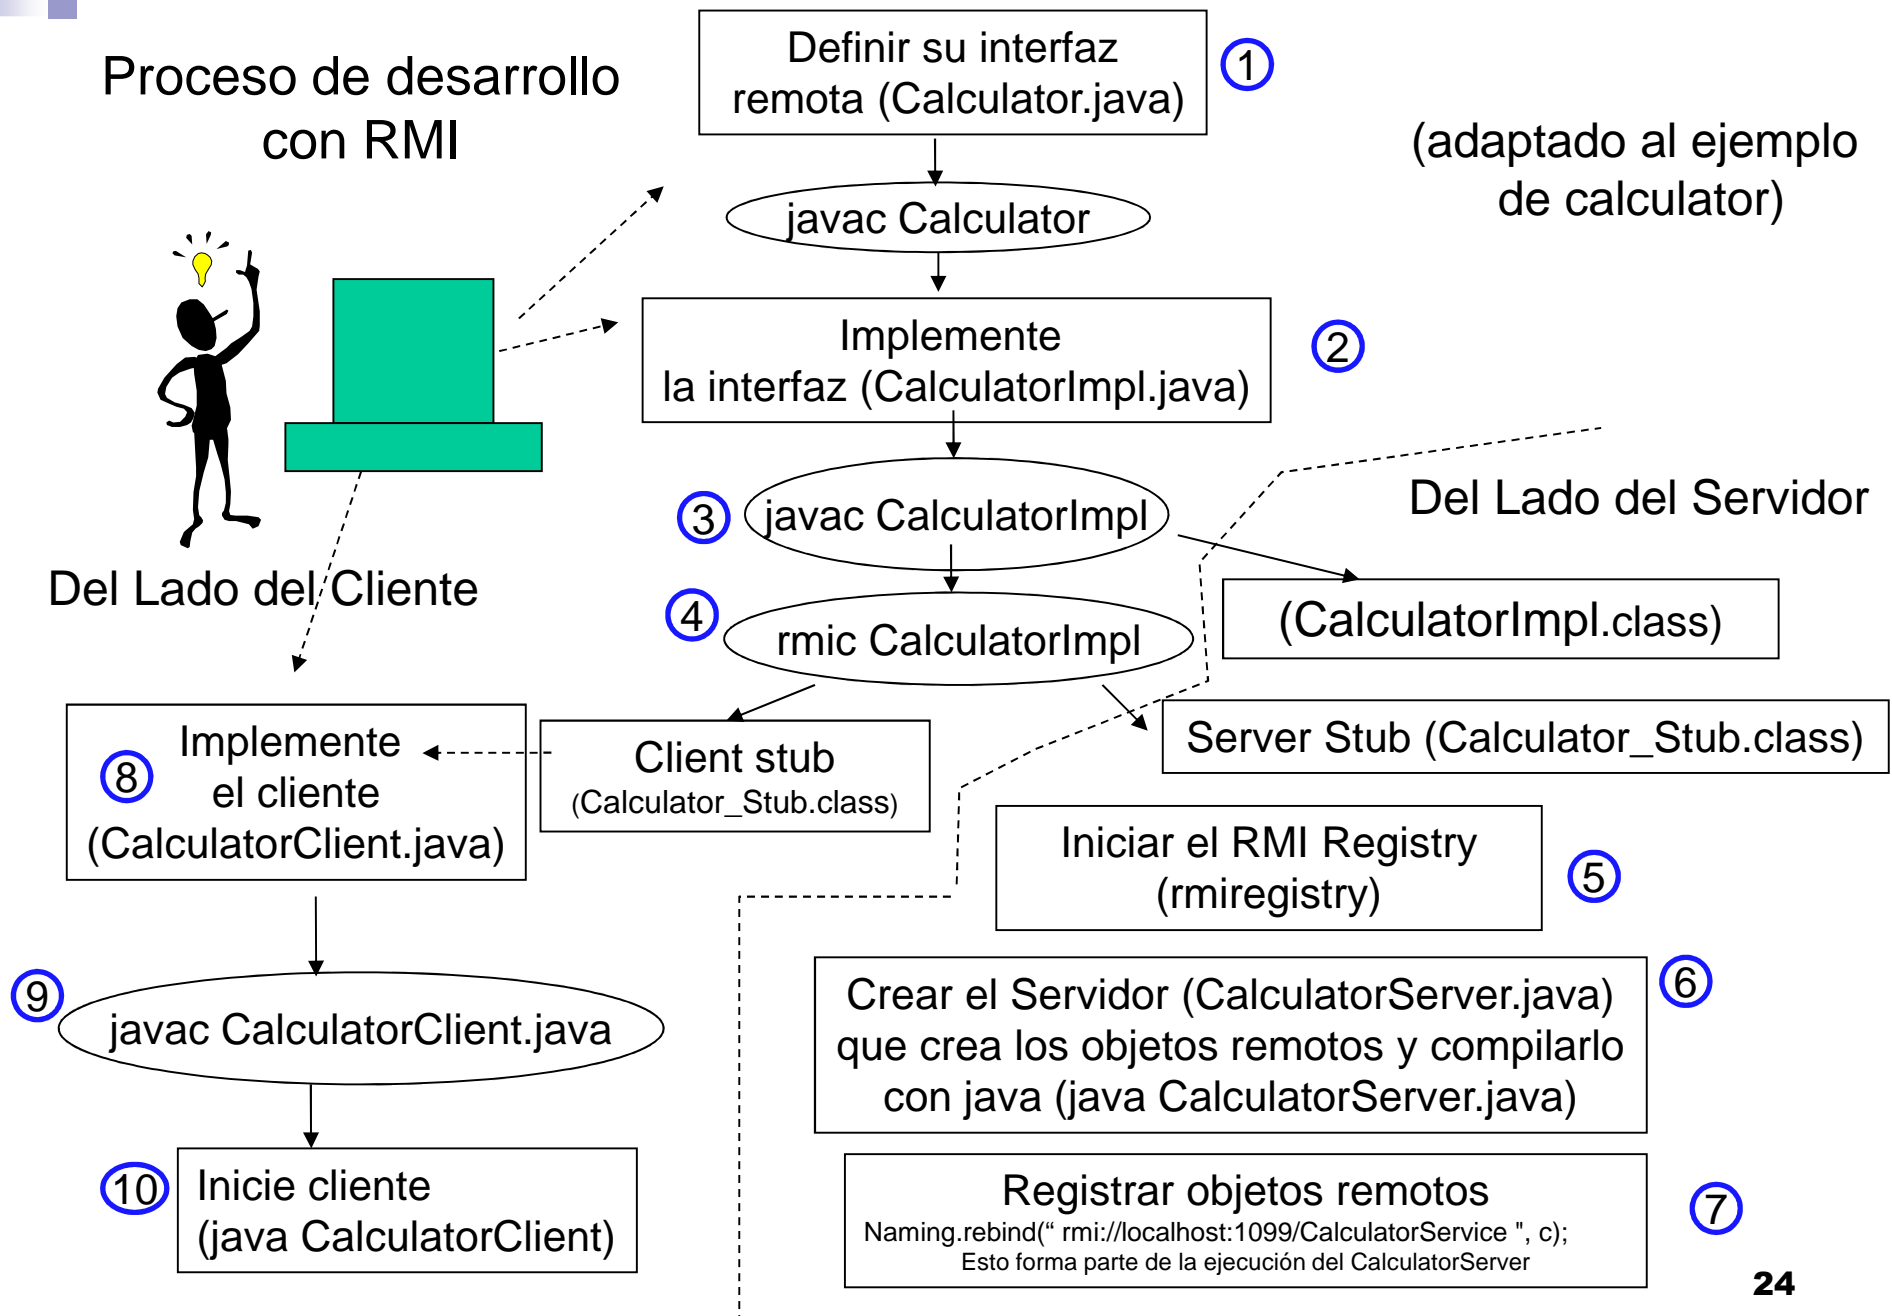 Proceso de desarrollo
con RMI
Definir su interfaz
remota (Calculator.java)
1
(adaptado al ejemplo
de calculator)
javac Calculator
Implemente
la interfaz (CalculatorImpl.java)
2
3
javac CalculatorImpl
Del Lado del Servidor
Del Lado del Cliente
(CalculatorImpl.class)
4
rmic CalculatorImpl
8
Implemente
el cliente
(CalculatorClient.java)
Client stub
(Calculator_Stub.class)
Server Stub (Calculator_Stub.class)
Iniciar el RMI Registry
(rmiregistry)
5
9
javac CalculatorClient.java
Crear el Servidor (CalculatorServer.java)
que crea los objetos remotos y compilarlo
con java (java CalculatorServer.java)
6
10
Inicie cliente
(java CalculatorClient)
Registrar objetos remotos
Naming.rebind(“ rmi://localhost:1099/CalculatorService ", c);
Esto forma parte de la ejecución del CalculatorServer
7
24